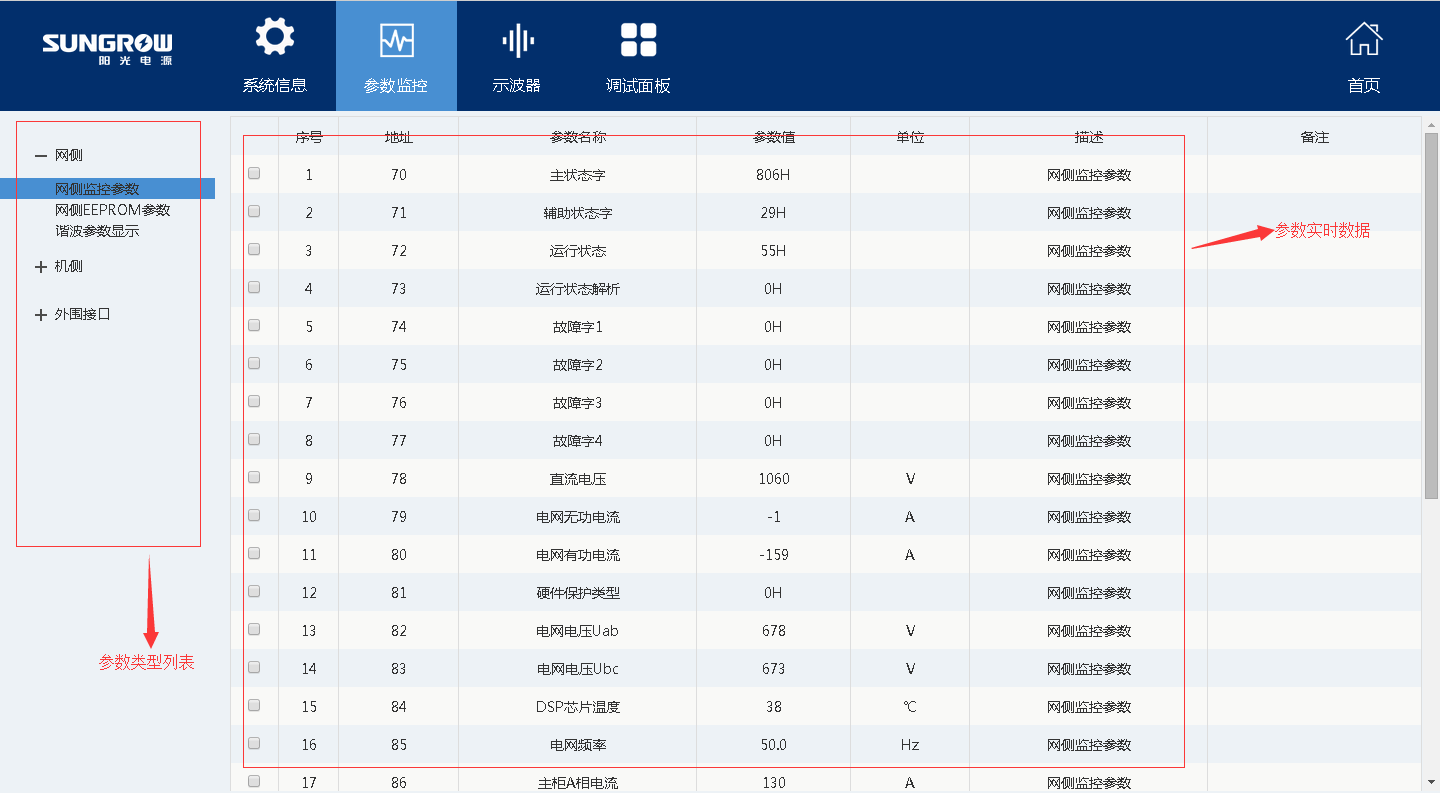 SUNGROW
阳光电源
系统信息
参数监控
示波器
调试面板
首页
网侧
网侧监控参数
网侧EEPROM参数
谐波参数显示
机侧
外围接口
参数类型列表
序号 地址 参数名称 参数值 单位 描述 备注
1 70 主状态字 806H 网侧监控参数
2 71 辅助状态字 29H 网侧监控参数
3 72 运行状态 55H 网侧监控参数
4 73 运行状态解析 0H 网侧监控参数
5 74 故障字1 0H 网侧监控参数
6 75 故障字2 0H 网侧监控参数
7 76 故障字3 0H 网侧监控参数
8 77 故障字4 0H 网侧监控参数
9 78 直流电压 1060 V 网侧监控参数
10 79 电网无功电流 -1 A 网侧监控参数
11 80 电网有功电流 -159 A 网侧监控参数
12 81 硬件保护类型 0H 网侧监控参数
13 82 电网电压Uab 678 V 网侧监控参数
14 83 电网电压Ubc 673 V 网侧监控参数
15 84 DSP芯片温度 38 ℃ 网侧监控参数
16 85 电网频率 50.0 Hz 网侧监控参数
17 86 主柜A相电流 130 A 网侧监控参数
参数实时数据